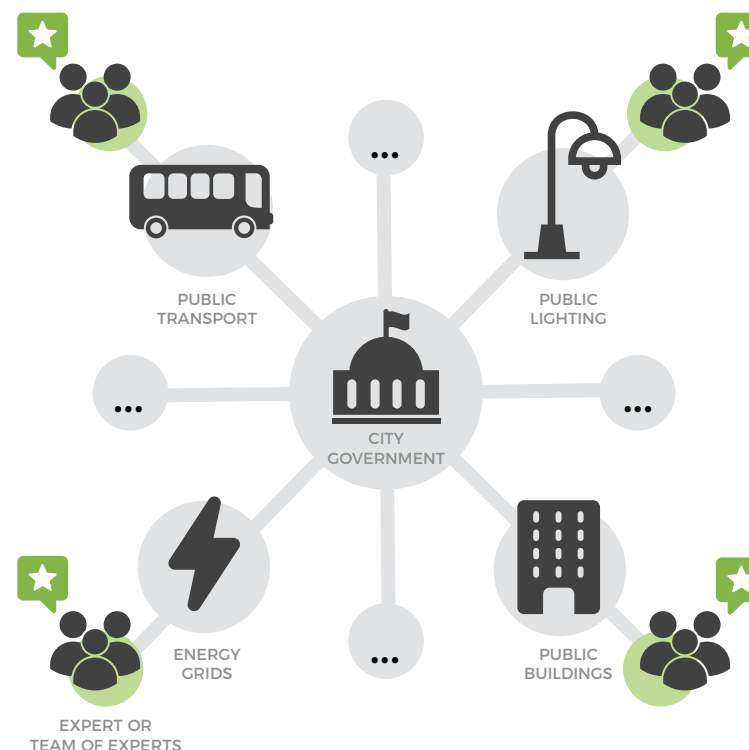 ...
PUBLIC
TRANSPORT
PUBLIC
LIGHTING
...
...
CITY
GOVERNMENT
ENERGY
GRIDS
...
PUBLIC
BUILDINGS
EXPERT OR
TEAM OF EXPERTS